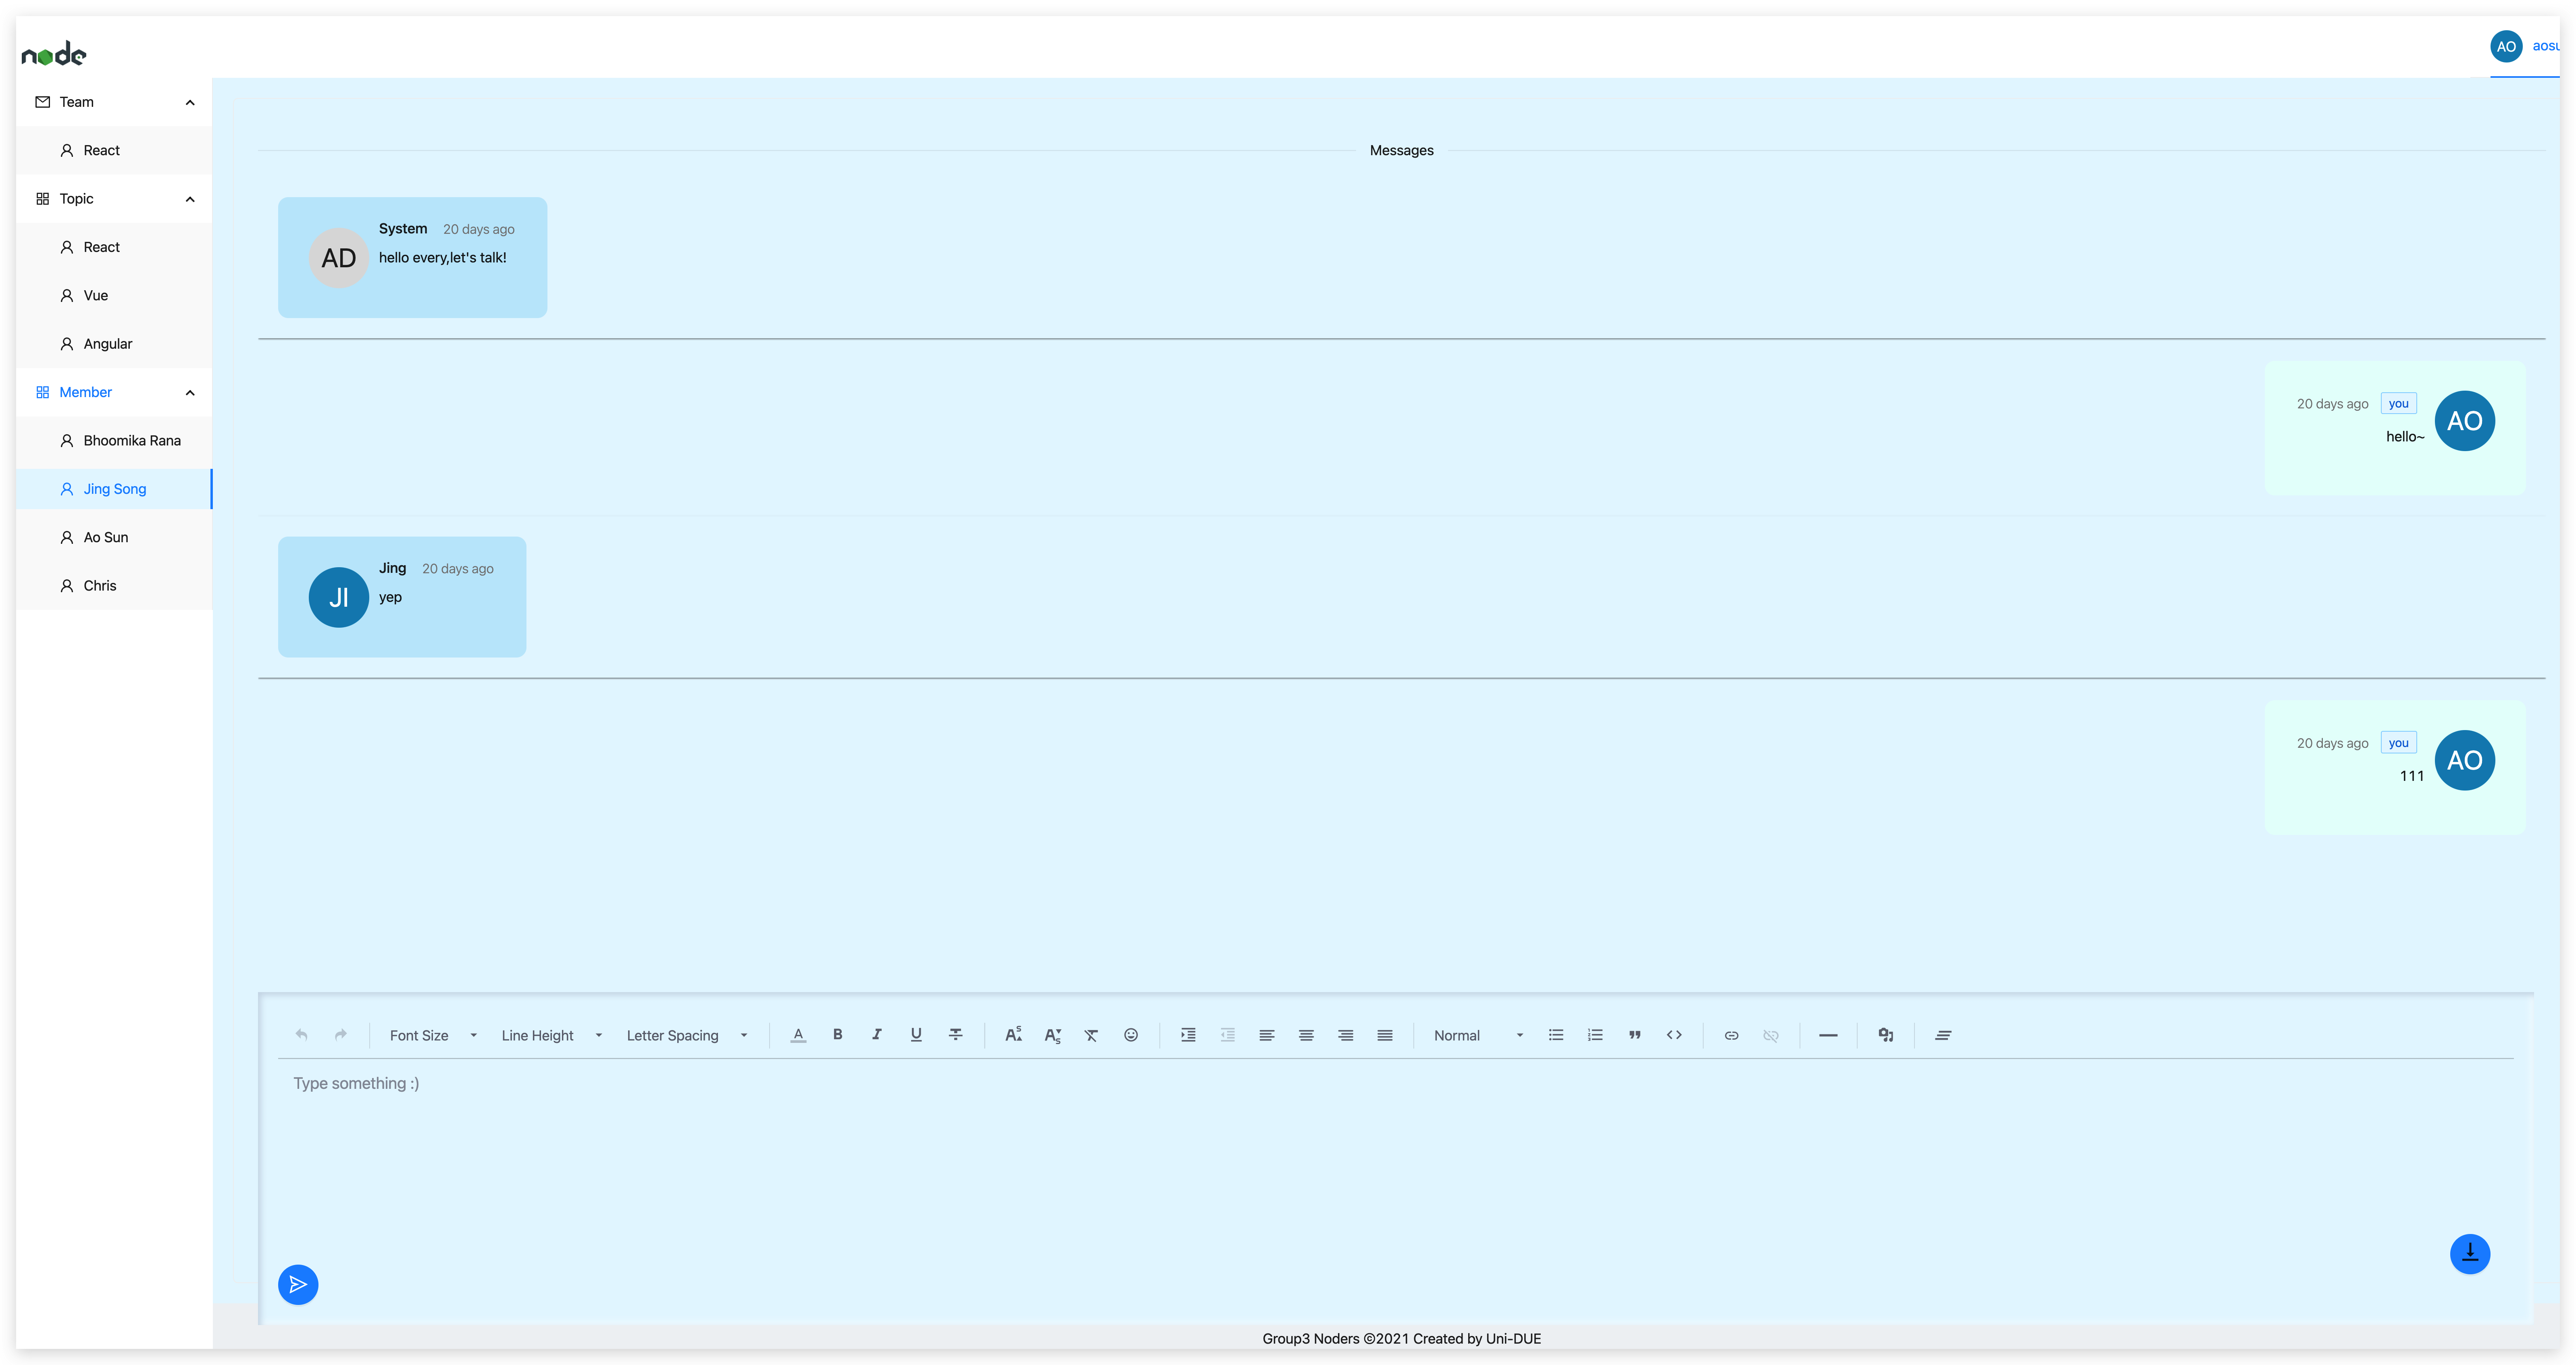 node
AO aosu
Team
React
Topic
React
Vue
Angular
Member
Bhoomika Rana
Jing Song
Ao Sun
Chris
Messages
AD
System 20 days ago
hello every,let's talk!
20 days ago you
AO
hello~
JI
Jing 20 days ago
yep
20 days ago you
AO
111
Font Size Line Height Letter Spacing Normal
Type something :)
Group3 Noders ©2021 Created by Uni-DUE